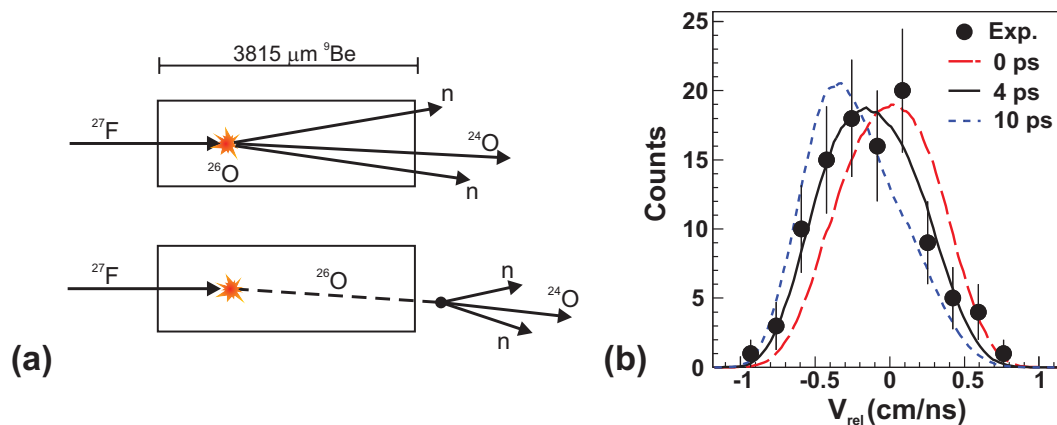 3815 μm ⁹Be
n
²⁷F
²⁴O
²⁶O
n
²⁷F
²⁶O
n
²⁴O
n
(a)
25
20
15
10
5
0
Counts
Exp.
0 ps
4 ps
10 ps
-1 -0.5 0 0.5 1
V_rel (cm/ns)
(b)